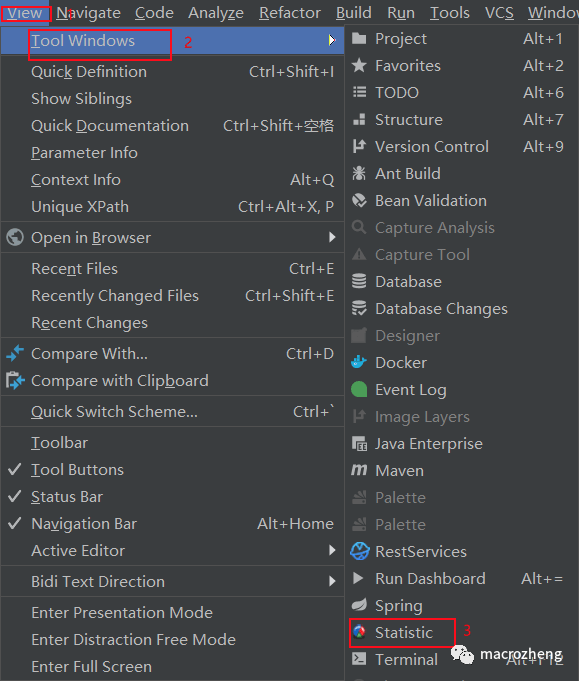 View Navigate Code Analyze Refactor Build Run Tools VCS Window
Tool Windows 2
Quick Definition Ctrl+Shift+I
Show Siblings
Quick Documentation Ctrl+Shift+空格
Parameter Info
Context Info Alt+Q
Unique XPath Ctrl+Alt+X, P
Open in Browser
Recent Files Ctrl+E
Recently Changed Files Ctrl+Shift+E
Recent Changes
Compare With... Ctrl+D
Compare with Clipboard
Quick Switch Scheme... Ctrl+`
Toolbar
Tool Buttons
Status Bar
Navigation Bar Alt+Home
Active Editor
Bidi Text Direction
Enter Presentation Mode
Enter Distraction Free Mode
Enter Full Screen
Project Alt+1
Favorites Alt+2
TODO Alt+6
Structure Alt+7
Version Control Alt+9
Ant Build
Bean Validation
Capture Analysis
Capture Tool
Database
Database Changes
Designer
Docker
Event Log
Image Layers
Java Enterprise
Maven
Palette
Palette
RestServices
Run Dashboard Alt+=
Spring
Statistic 3
Terminal Alt+F12
macrozheng